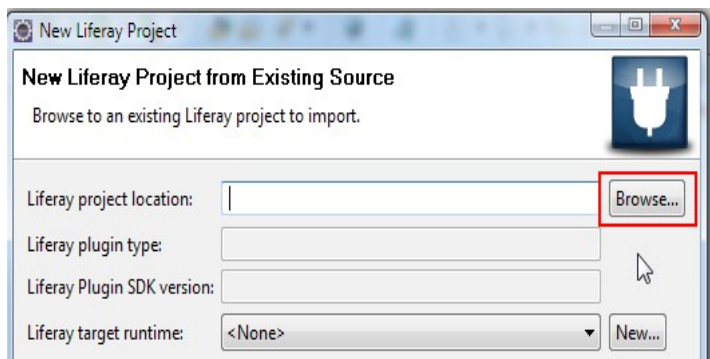 New Liferay Project
New Liferay Project from Existing Source
Browse to an existing Liferay project to import.
Liferay project location:
Browse...
Liferay plugin type:
Liferay Plugin SDK version:
Liferay target runtime:
<None>
New...